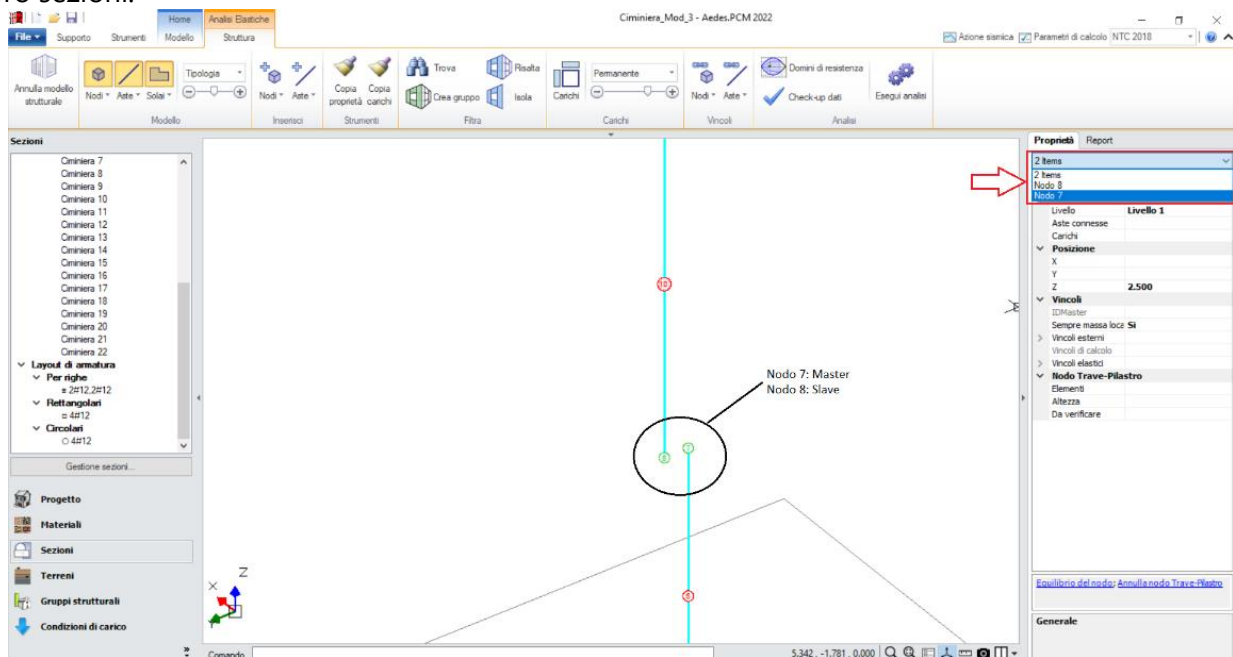 Ciminiera_Mod_3 - Aedes.PCM 2022
Home
Analisi Elastiche
File
Supporto
Strumenti
Modello
Struttura
Azione sismica
Parametri di calcolo
NTC 2018
Annulla modello
strutturale
Nodi
Aste
Solai
Tipologia
Modello
Nodi
Aste
Inserisci
Copia
proprietà
Copia
carichi
Strumenti
Trova
Crea gruppo
Risalta
Isola
Filtra
Carichi
Permanente
Carichi
Nodi
Aste
Vincoli
Domini di resistenza
Check-up dati
Esegui analisi
Analisi
Sezioni
Ciminiera 7
Ciminiera 8
Ciminiera 9
Ciminiera 10
Ciminiera 11
Ciminiera 12
Ciminiera 13
Ciminiera 14
Ciminiera 15
Ciminiera 16
Ciminiera 17
Ciminiera 18
Ciminiera 19
Ciminiera 20
Ciminiera 21
Ciminiera 22
Layout di armatura
Per righe
2#12,2#12
Rettangolari
4#12
Circolari
4#12
Gestione sezioni...
Progetto
Materiali
Sezioni
Terreni
Gruppi strutturali
Condizioni di carico
10
Nodo 7: Master
Nodo 8: Slave
8
7
X
Z
Y
Comando
5.342 , -1.781 , 0.000
Proprietà
Report
2 Items
2 Items
Nodo 8
Nodo 7
Livello Livello 1
Aste connesse
Carichi
Posizione
X
Y
Z 2.500
Vincoli
IDMaster
Sempre massa loca Sì
Vincoli esterni
Vincoli di calcolo
Vincoli elastici
Nodo Trave-Pilastro
Elementi
Altezza
Da verificare
Equilibrio del nodo; Annulla nodo Trave-Pilastro
Generale